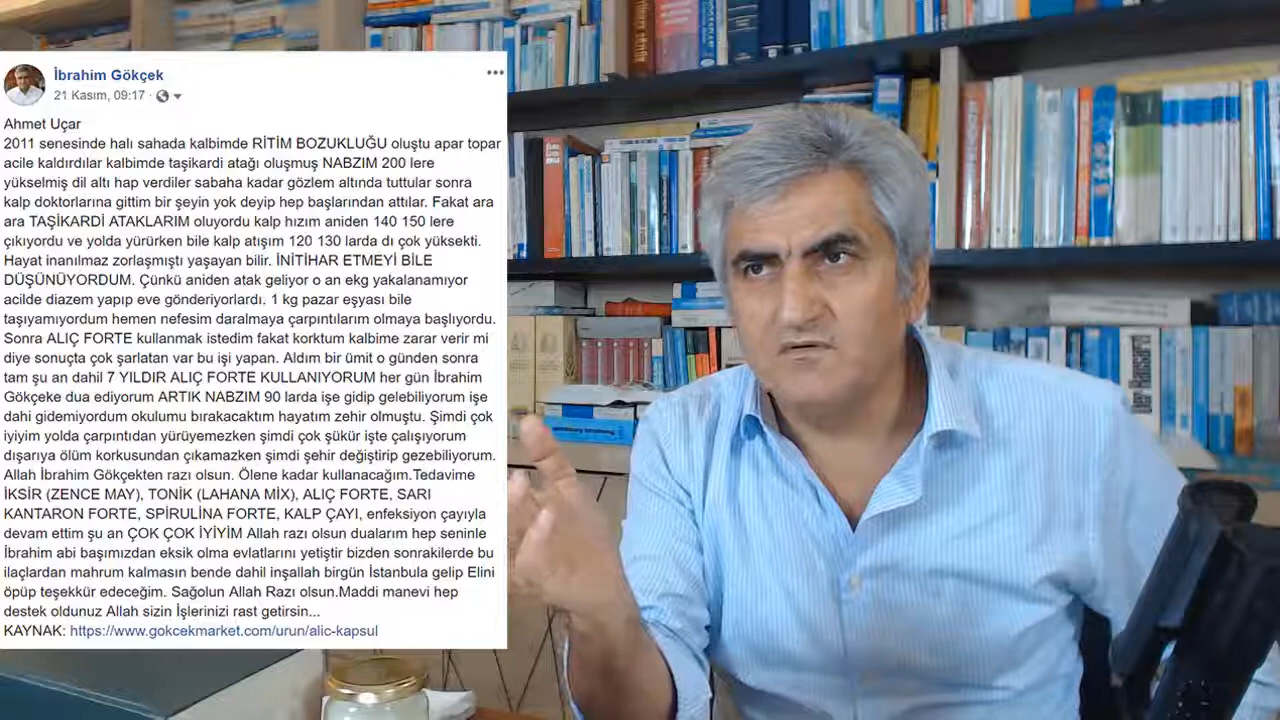 İbrahim Gökçek
21 Kasım, 09:17
Ahmet Uçar
2011 senesinde halı sahada kalbimde RİTİM BOZUKLUĞU oluştu apar topar
acile kaldırdılar kalbimde taşikardi atağı oluşmuş NABZIM 200 lere
yükselmiş dil altı hap verdiler sabaha kadar gözlem altında tuttular sonra
kalp doktorlarına gittim bir şeyin yok deyip hep başlarından attılar. Fakat ara
ara TAŞİKARDİ ATAKLARIM oluyordu kalp hızım aniden 140 150 lere
çıkıyordu ve yolda yürürken bile kalp atışım 120 130 larda dı çok yüksekti.
Hayat inanılmaz zorlaşmıştı yaşayan bilir. İNİTİHAR ETMEYİ BİLE
DÜŞÜNÜYORDUM. Çünkü aniden atak geliyor o an ekg yakalanamıyor
acilde diazem yapıp eve gönderiyorlardı. 1 kg pazar eşyası bile
taşıyamıyordum hemen nefesim daralmaya çarpıntılarım olmaya başlıyordu.
Sonra ALIÇ FORTE kullanmak istedim fakat korktum kalbime zarar verir mi
diye sonuçta çok şarlatan var bu işi yapan. Aldım bir ümit o günden sonra
tam şu an dahil 7 YILDIR ALIÇ FORTE KULLANIYORUM her gün İbrahim
Gökçeke dua ediyorum ARTIK NABZIM 90 larda işe gidip gelebiliyorum işe
dahi gidemiyordum okulumu bırakacaktım hayatım zehir olmuştu. Şimdi çok
iyiyim yolda çarpıntıdan yürüyemezken şimdi çok şükür işte çalışıyorum
dışarıya ölüm korkusundan çıkamazken şimdi şehir değiştirip gezebiliyorum.
Allah İbrahim Gökçekten razı olsun. Ölene kadar kullanacağım.Tedavime
İKSİR (ZENCE MAY), TONİK (LAHANA MİX), ALIÇ FORTE, SARI
KANTARON FORTE, SPİRULİNA FORTE, KALP ÇAYI, enfeksiyon çayıyla
devam ettim şu an ÇOK ÇOK İYİYİM Allah razı olsun dualarım hep seninle
İbrahim abi başımızdan eksik olma evlatlarını yetiştir bizden sonrakilerde bu
ilaçlardan mahrum kalmasın bende dahil inşallah birgün İstanbula gelip Elini
öpüp teşekkür edeceğim. Sağolun Allah Razı olsun.Maddi manevi hep
destek oldunuz Allah sizin İşlerinizi rast getirsin...
KAYNAK: https://www.gokcekmarket.com/urun/alic-kapsul